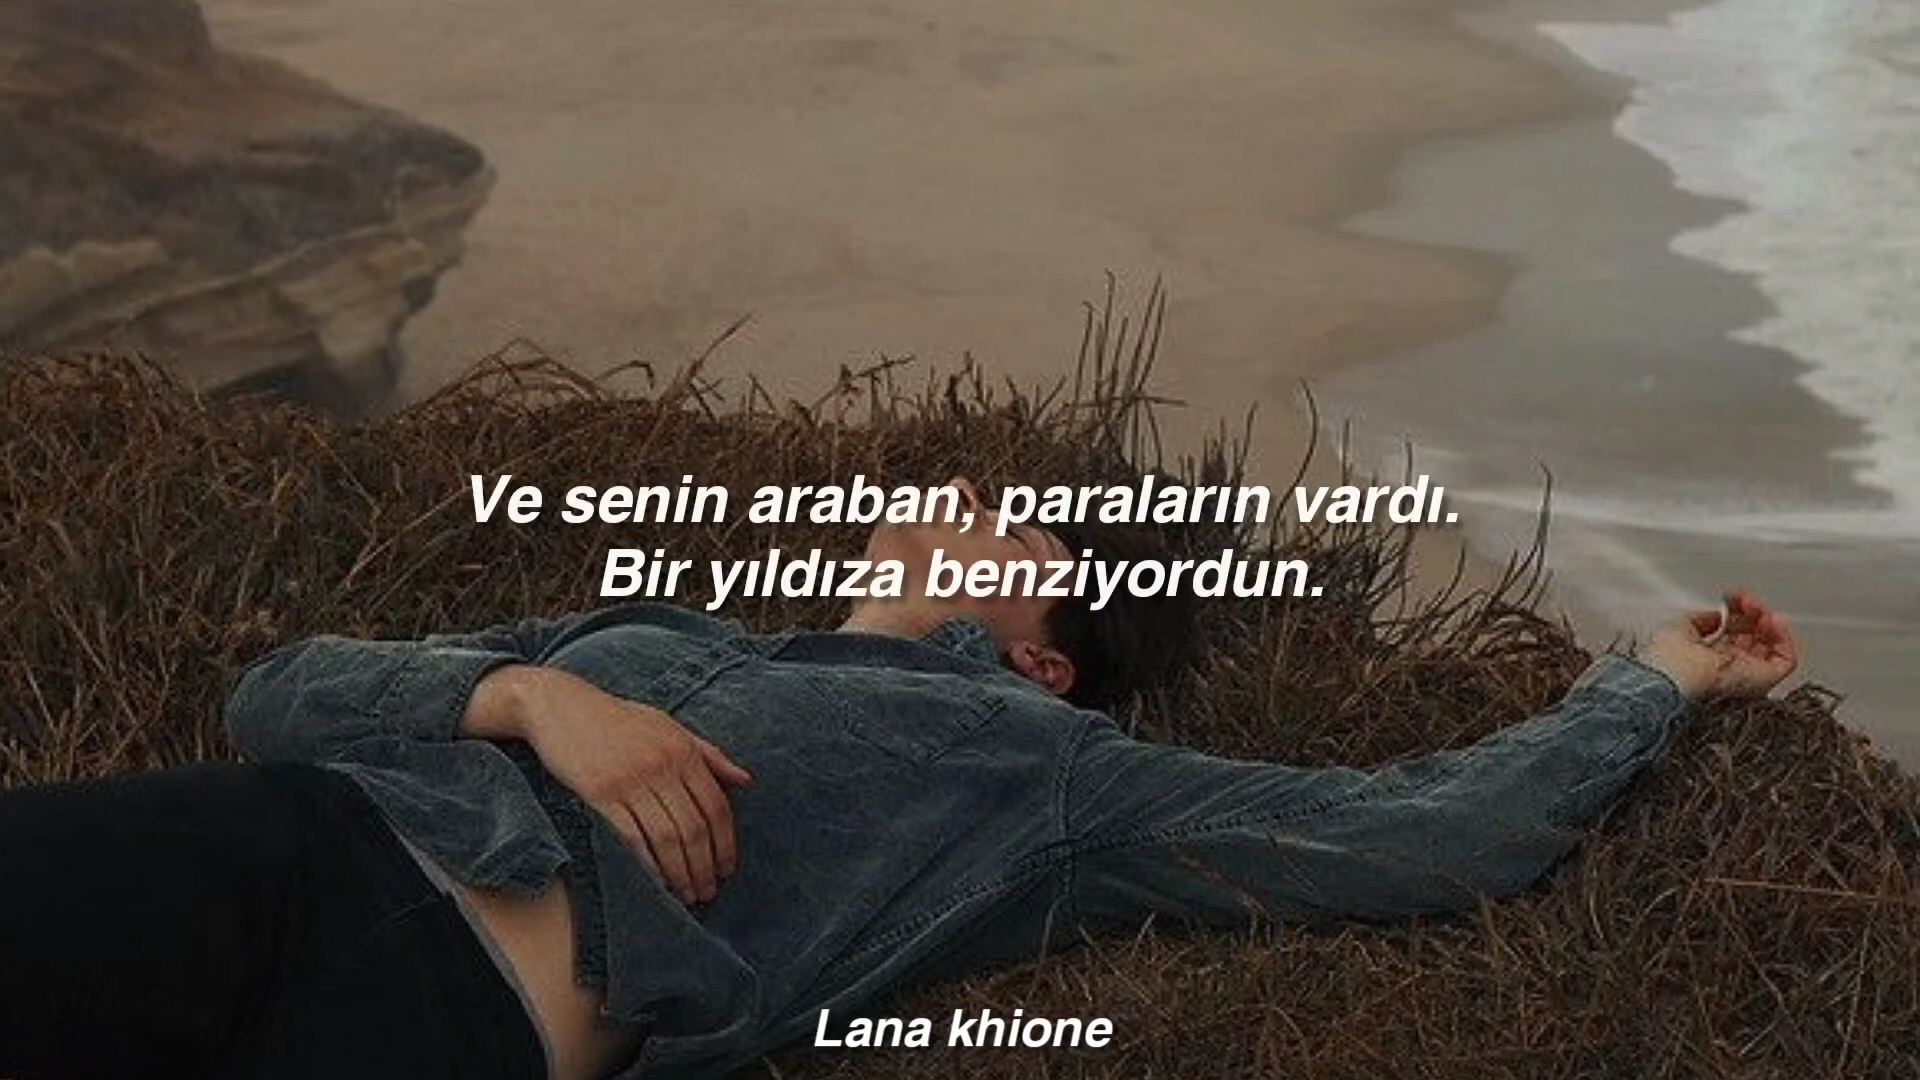 Ve senin araban, paraların vardı.
Bir yıldıza benziyordun.
Lana khione